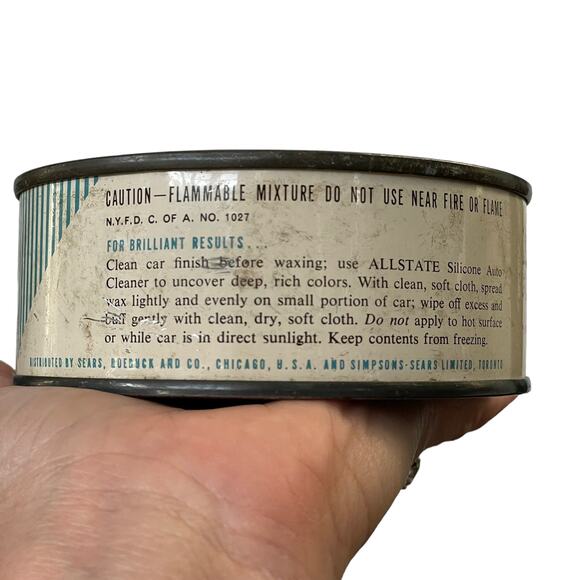 CAUTION—FLAMMABLE MIXTURE DO NOT USE NEAR FIRE OR FLAME
N.Y.F.D. C. OF A. NO. 1027
FOR BRILLIANT RESULTS...
Clean car finish before waxing; use ALLSTATE Silicone Auto
Cleaner to uncover deep, rich colors. With clean, soft cloth, spread
wax lightly and evenly on small portion of car; wipe off excess and
buff gently with clean, dry, soft cloth. Do not apply to hot surface
or while car is in direct sunlight. Keep contents from freezing.
DISTRIBUTED BY SEARS, ROEBUCK AND CO., CHICAGO, U.S.A. AND SIMPSONS-SEARS LIMITED, TORONTO